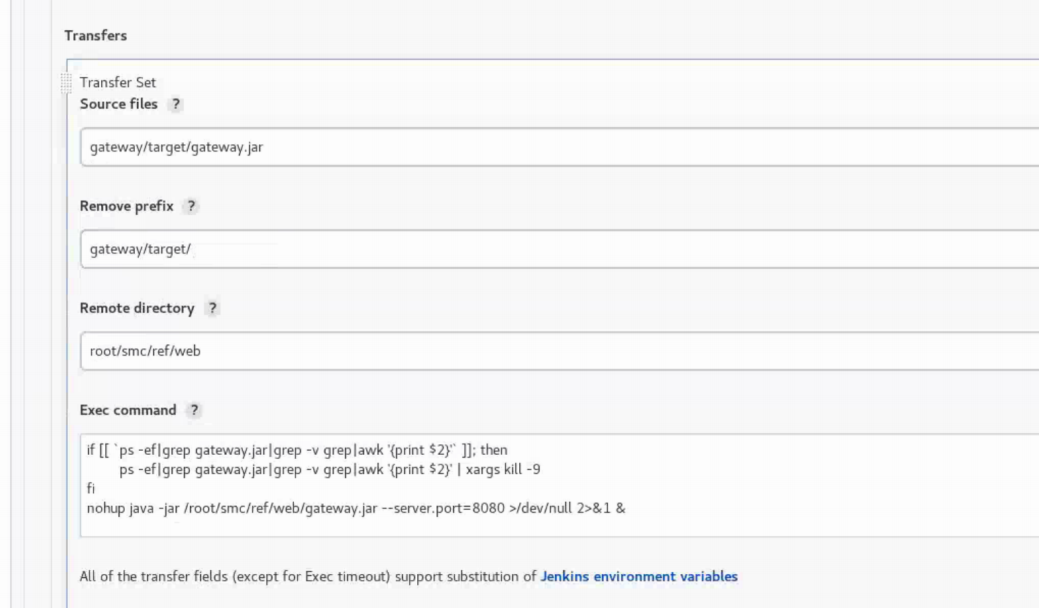 Transfers
Transfer Set
Source files ?
gateway/target/gateway.jar
Remove prefix ?
gateway/target/
Remote directory ?
root/smc/ref/web
Exec command ?
if [[ `ps -ef|grep gateway.jar|grep -v grep|awk '{print $2}'` ]]; then
ps -ef|grep gateway.jar|grep -v grep|awk '{print $2}' | xargs kill -9
fi
nohup java -jar /root/smc/ref/web/gateway.jar --server.port=8080 >/dev/null 2>&1 &
All of the transfer fields (except for Exec timeout) support substitution of Jenkins environment variables